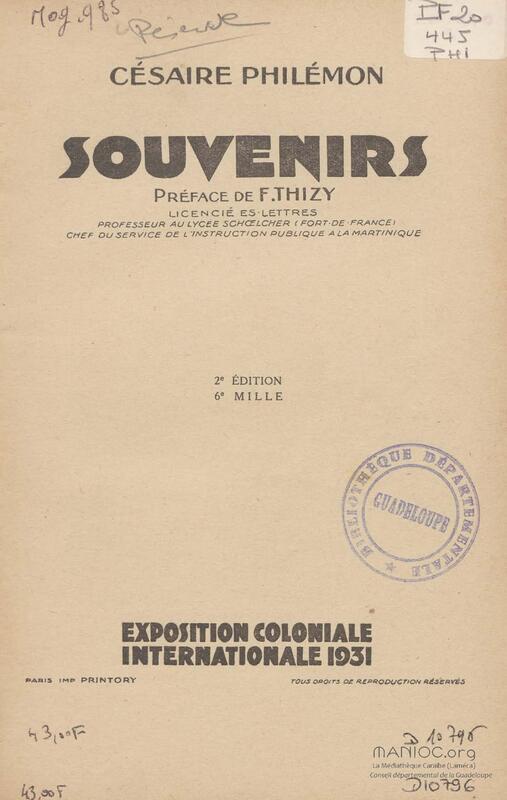 Mog. 985
Réserve
IF 20
445
PHI
CÉSAIRE PHILÉMON
SOUVENIRS
PRÉFACE DE F. THIZY
LICENCIÉ ES-LETTRES
PROFESSEUR AU LYCEE SCHŒLCHER (FORT-DE-FRANCE)
CHEF DU SERVICE DE L'INSTRUCTION PUBLIQUE A LA MARTINIQUE
2e ÉDITION
6e MILLE
BIBLIOTHÈQUE DÉPARTEMENTALE
GUADELOUPE
EXPOSITION COLONIALE
INTERNATIONALE 1931
PARIS IMP PRINTORY
TOUS DROITS DE REPRODUCTION RÉSERVÉS
43,00F
D 10796
MANIOC.org
La Médiathèque Caraïbe (Laméca)
Conseil départemental de la Guadeloupe
43,00F
D10796